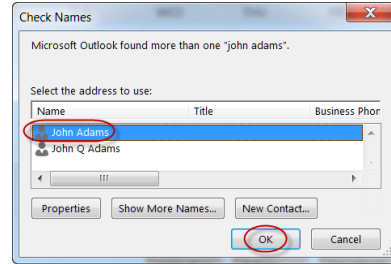 Check Names
Microsoft Outlook found more than one "john adams".
Select the address to use:
Name Title Business Phor
John Adams
John Q Adams
Properties Show More Names... New Contact...
OK Cancel